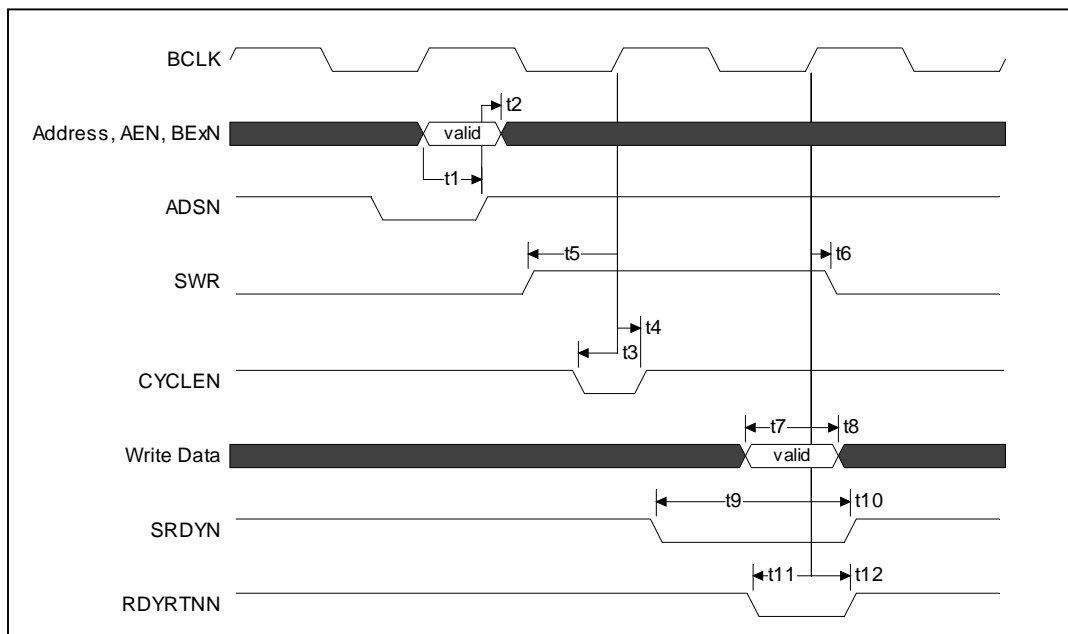 BCLK
t2
Address, AEN, BExN
valid
t1
ADSN
t5
t6
SWR
t4
t3
CYCLEN
t7
t8
Write Data
valid
t9
t10
SRDYN
t11
t12
RDYRTNN